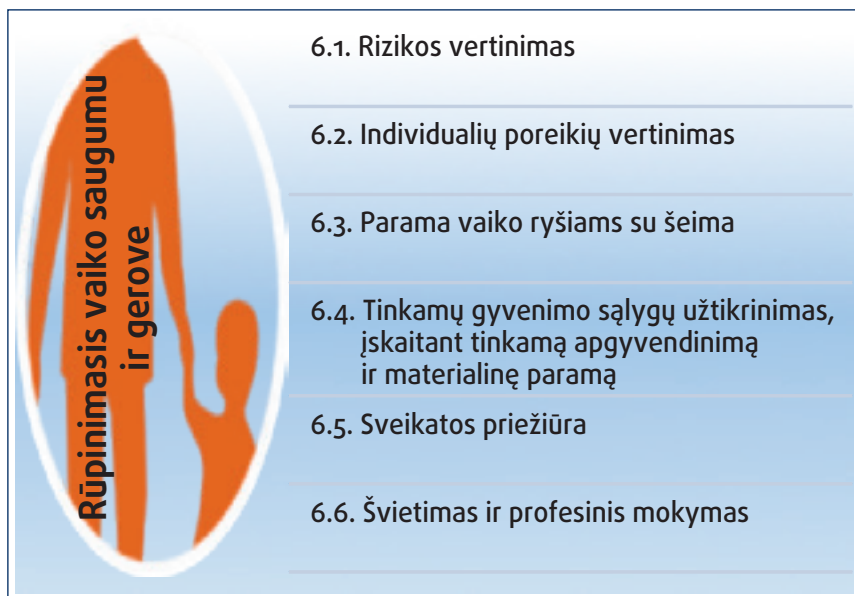 Rūpinimasis vaiko saugumu
ir gerove
6.1. Rizikos vertinimas
6.2. Individualių poreikių vertinimas
6.3. Parama vaiko ryšiams su šeima
6.4. Tinkamų gyvenimo sąlygų užtikrinimas,
įskaitant tinkamą apgyvendinimą
ir materialinę paramą
6.5. Sveikatos priežiūra
6.6. Švietimas ir profesinis mokymas